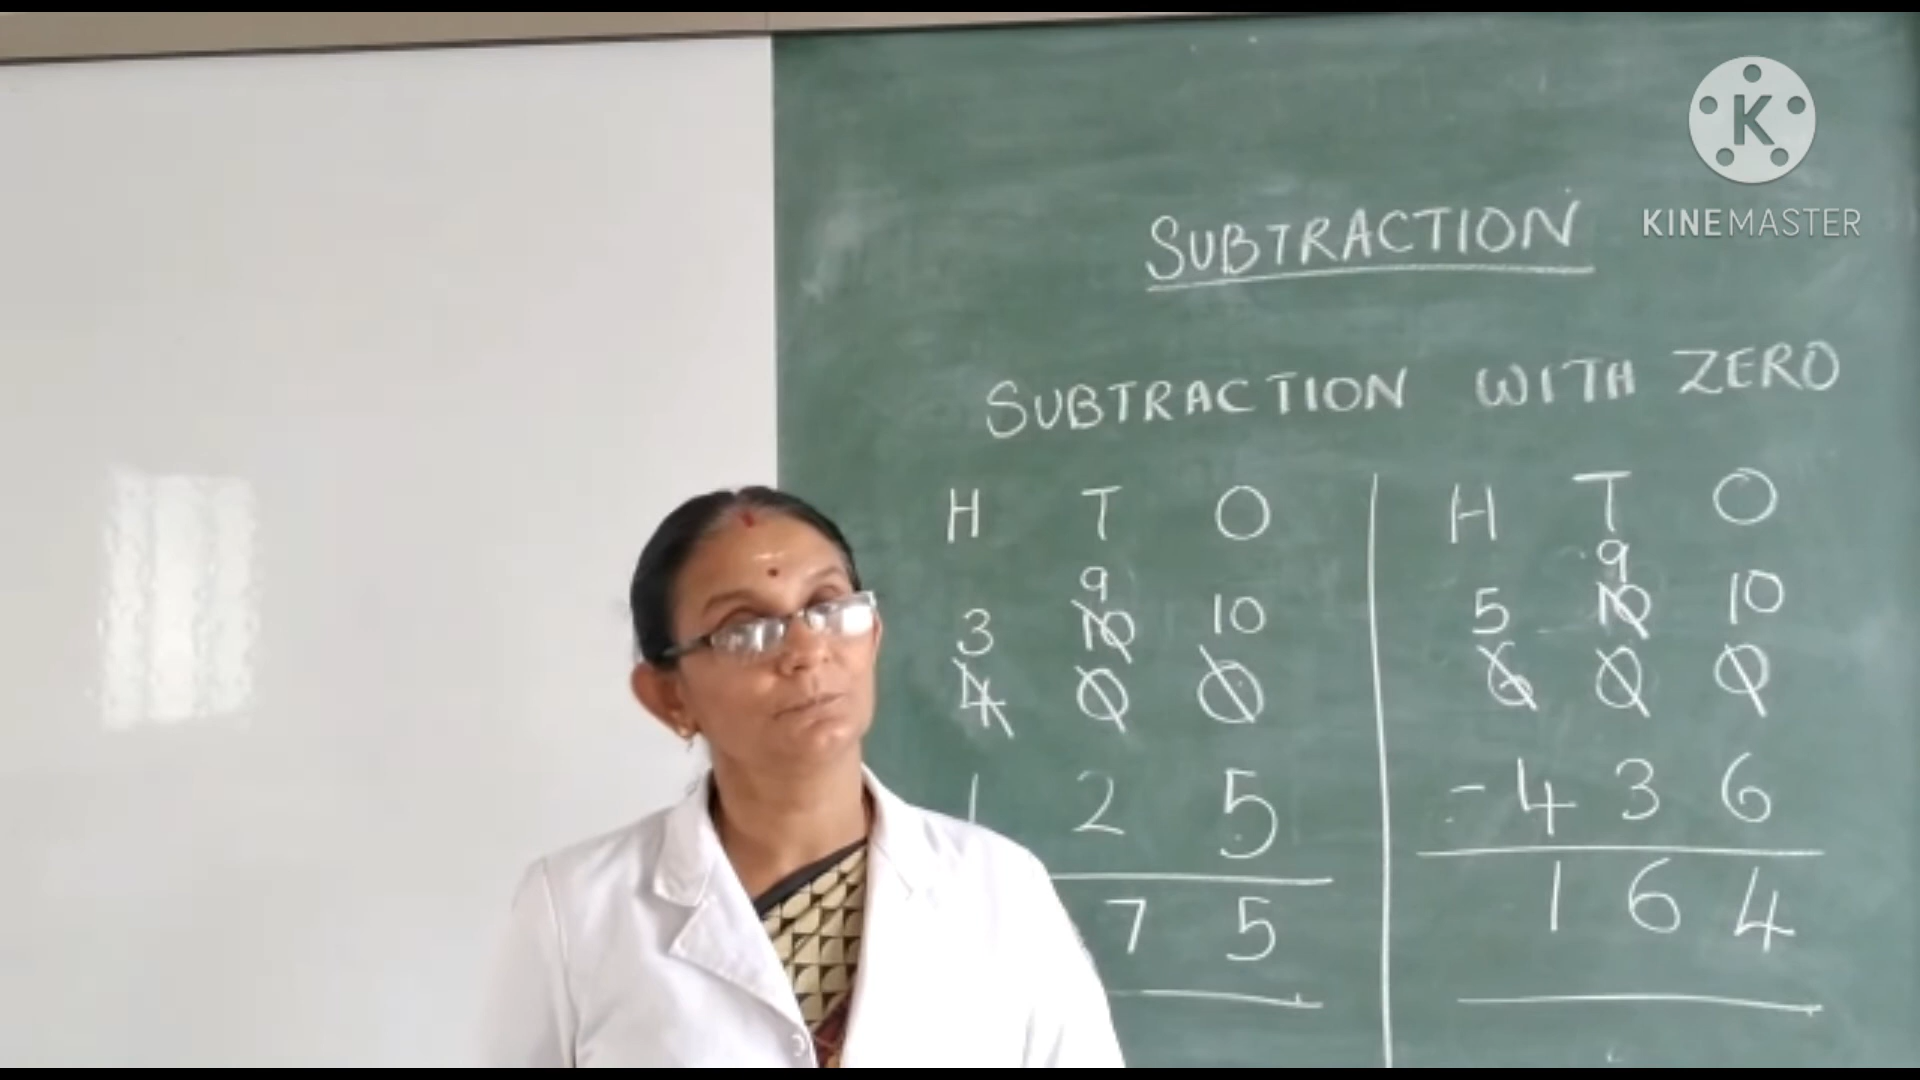 K
KINEMASTER
SUBTRACTION
SUBTRACTION WITH ZERO
H T O
9
3 10 10
4 0 0
1 2 5
7 5
H T O
9
5 10 10
6 0 0
- 4 3 6
1 6 4